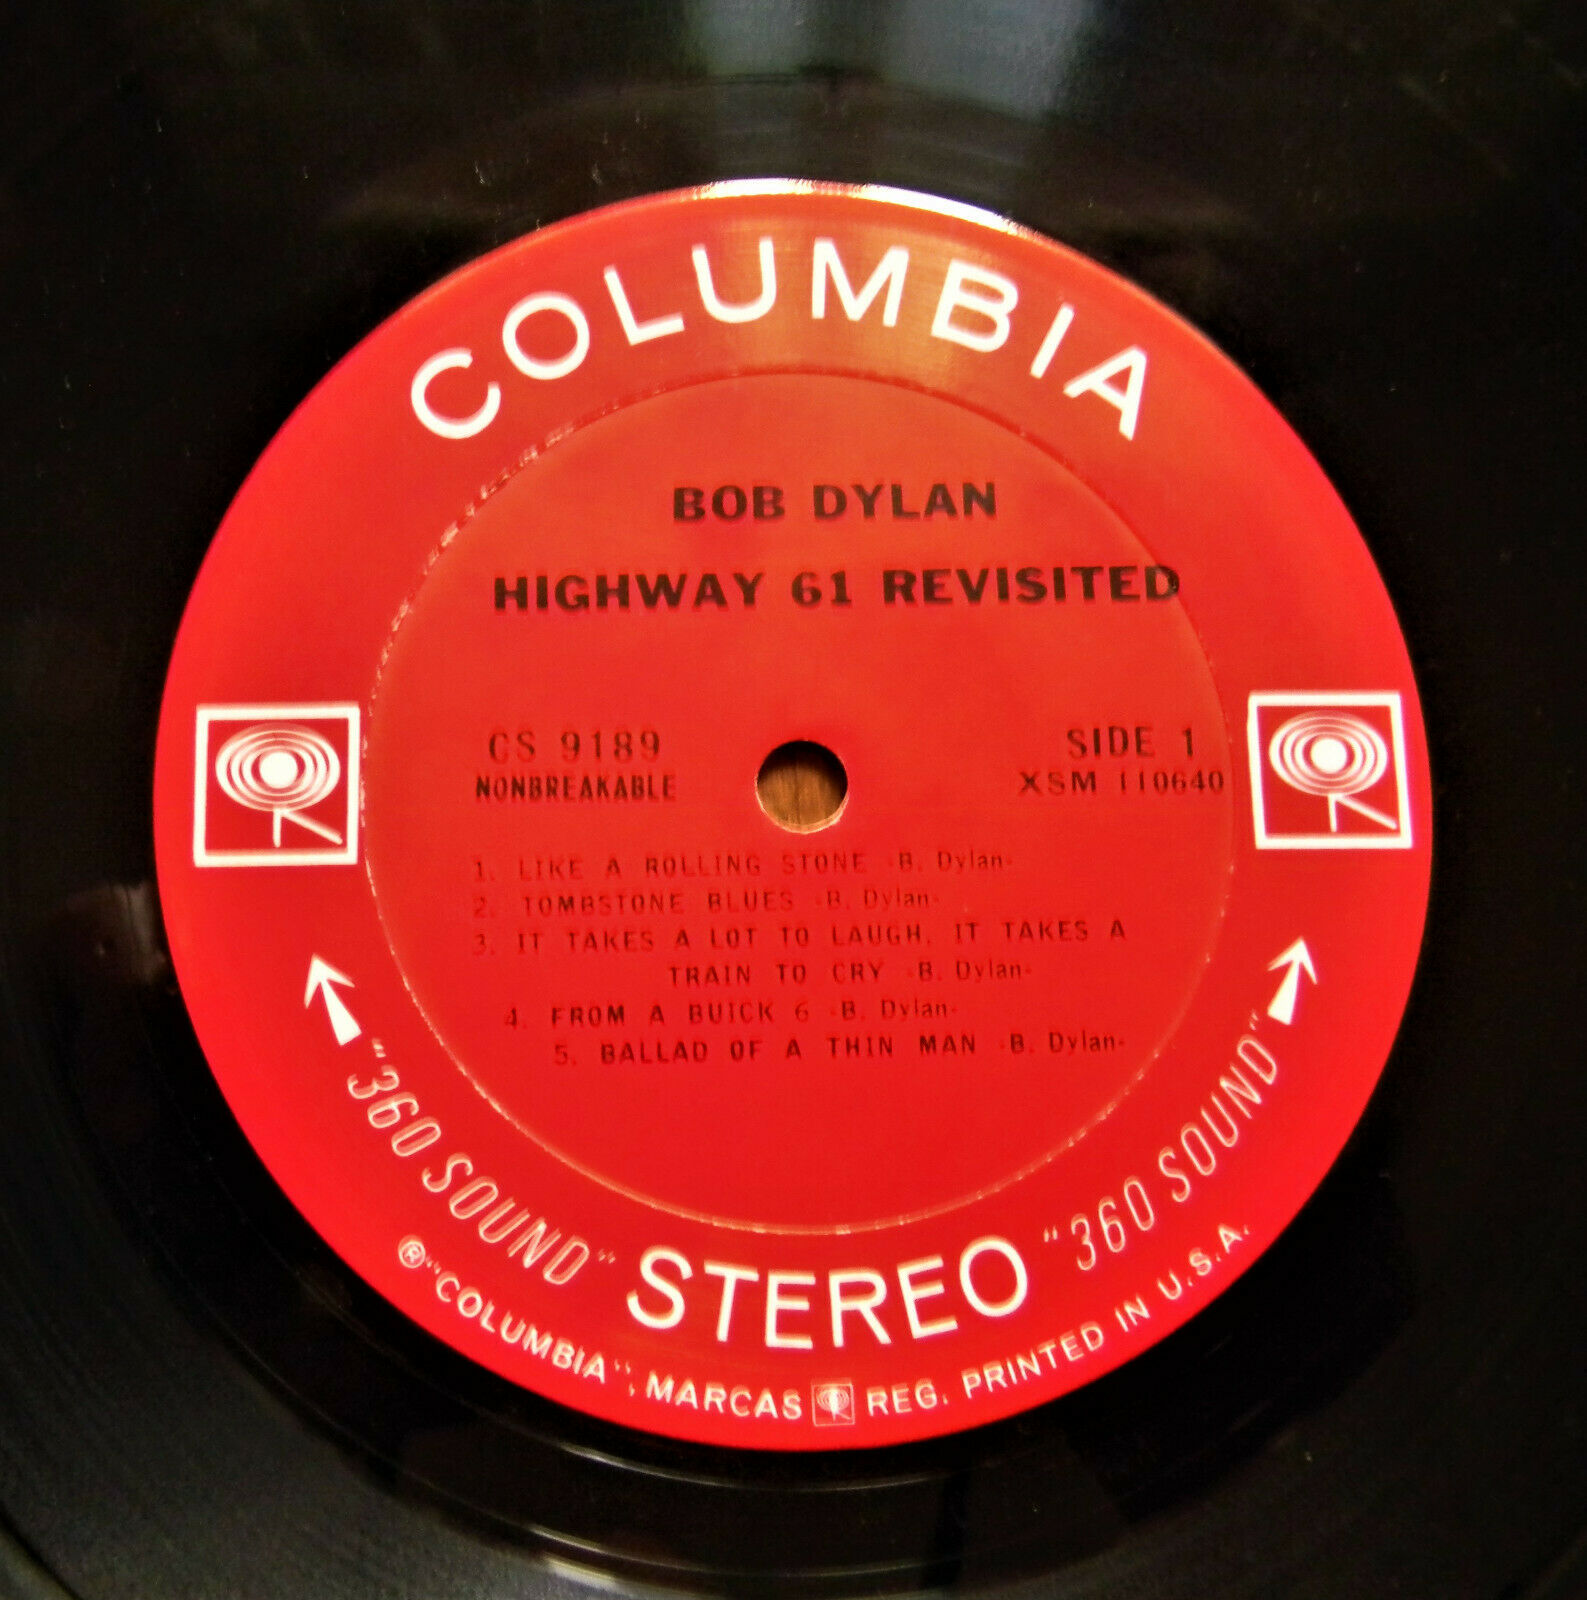 COLUMBIA
BOB DYLAN
HIGHWAY 61 REVISITED
CS 9189
NONBREAKABLE
SIDE 1
XSM 110640
1. LIKE A ROLLING STONE -B. Dylan-
2. TOMBSTONE BLUES -B. Dylan-
3. IT TAKES A LOT TO LAUGH, IT TAKES A
TRAIN TO CRY -B. Dylan-
4. FROM A BUICK 6 -B. Dylan-
5. BALLAD OF A THIN MAN -B. Dylan-
"360 SOUND" STEREO "360 SOUND"
® "COLUMBIA", MARCAS REG. PRINTED IN U.S.A.